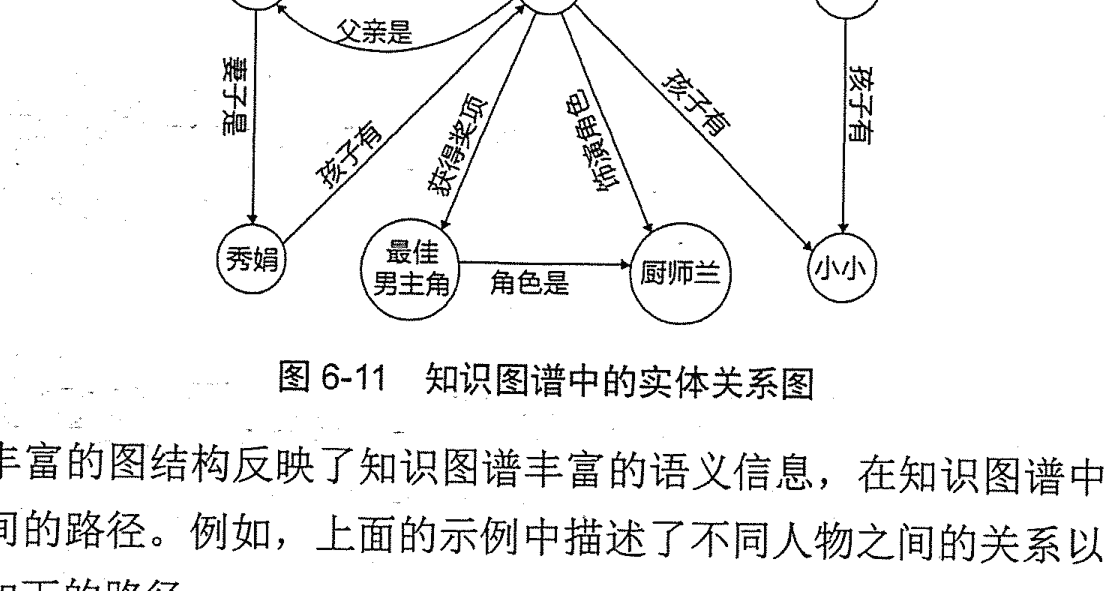 父亲是
妻子是
孩子有
获得奖项
饰演角色
孩子有
孩子有
秀娟
最佳
男主角
角色是
厨师兰
小小
图 6-11 知识图谱中的实体关系图
丰富的图结构反映了知识图谱丰富的语义信息，在知识图谱中
间的路径。例如，上面的示例中描述了不同人物之间的关系以
如下的路径